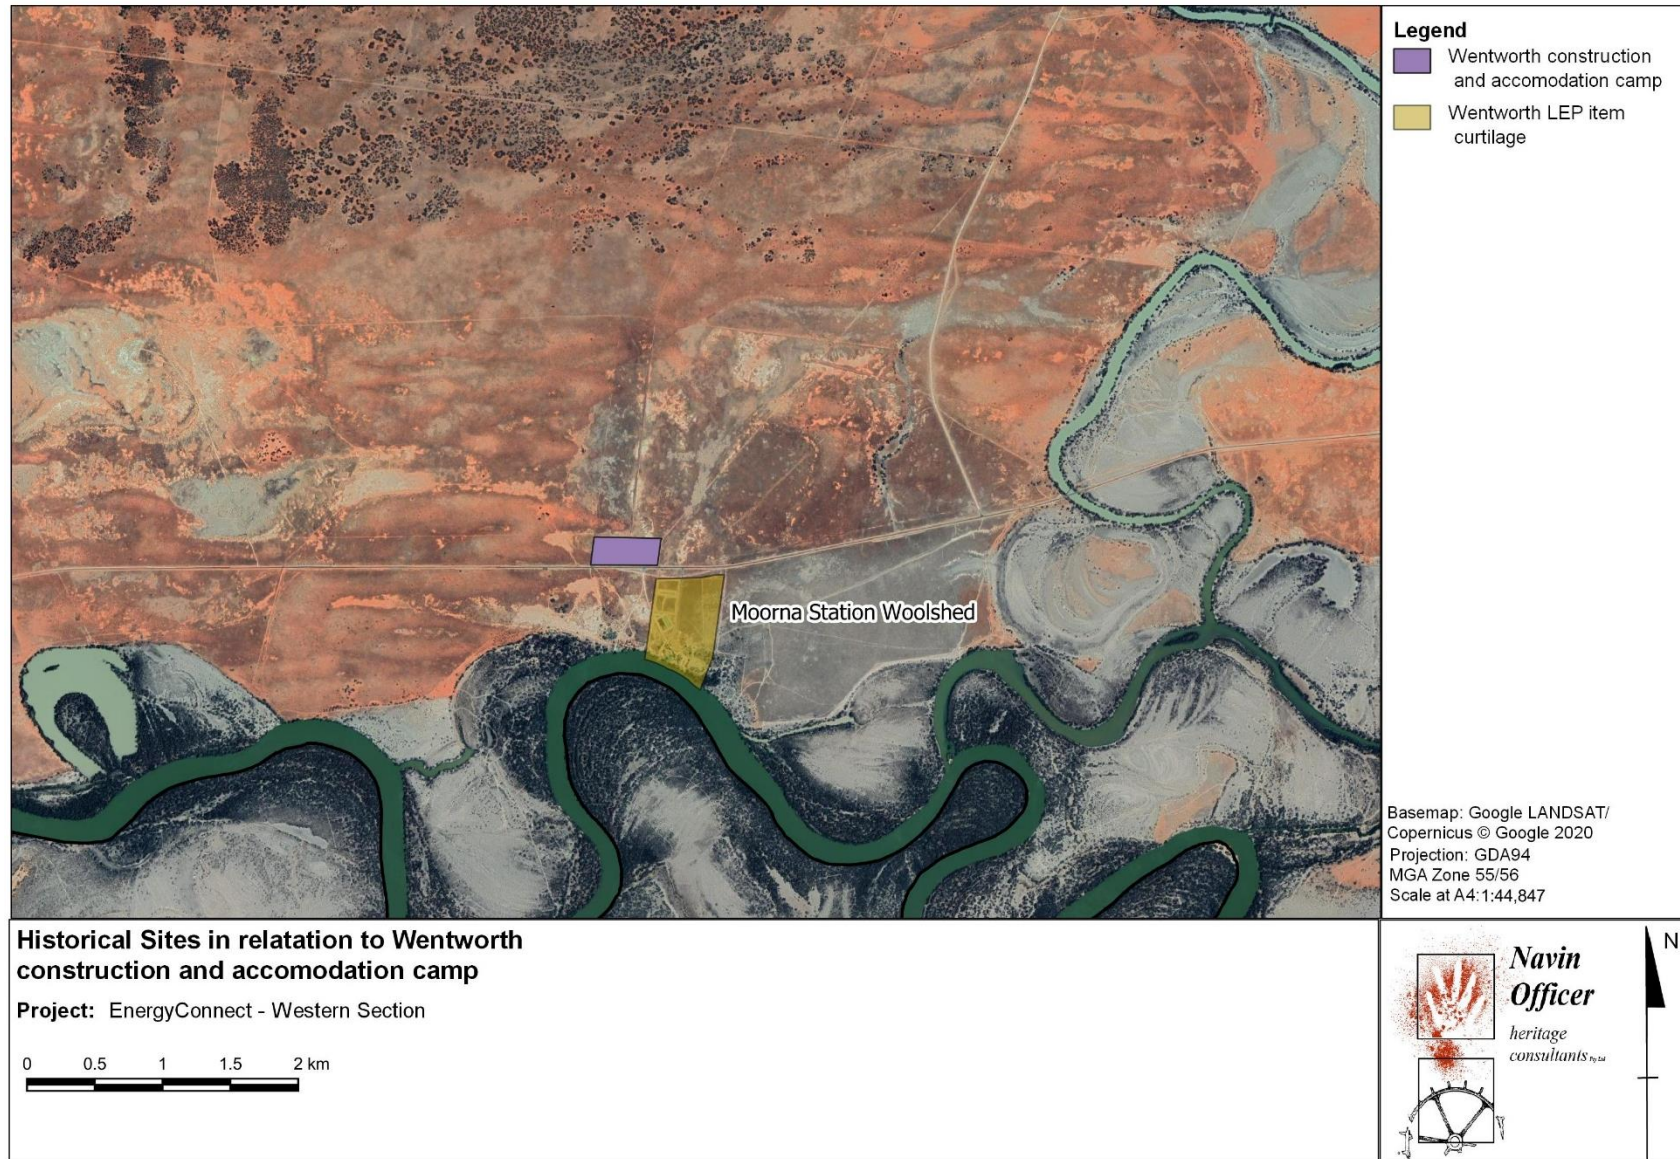 Legend
Wentworth construction
and accomodation camp
Wentworth LEP item
curtilage
Moorna Station Woolshed
Basemap: Google LANDSAT/
Copernicus © Google 2020
Projection: GDA94
MGA Zone 55/56
Scale at A4:1:44,847
Historical Sites in relatation to Wentworth
construction and accomodation camp
Project: EnergyConnect - Western Section
0 0.5 1 1.5 2 km
Navin
Officer
heritage
consultants Pty Ltd
N